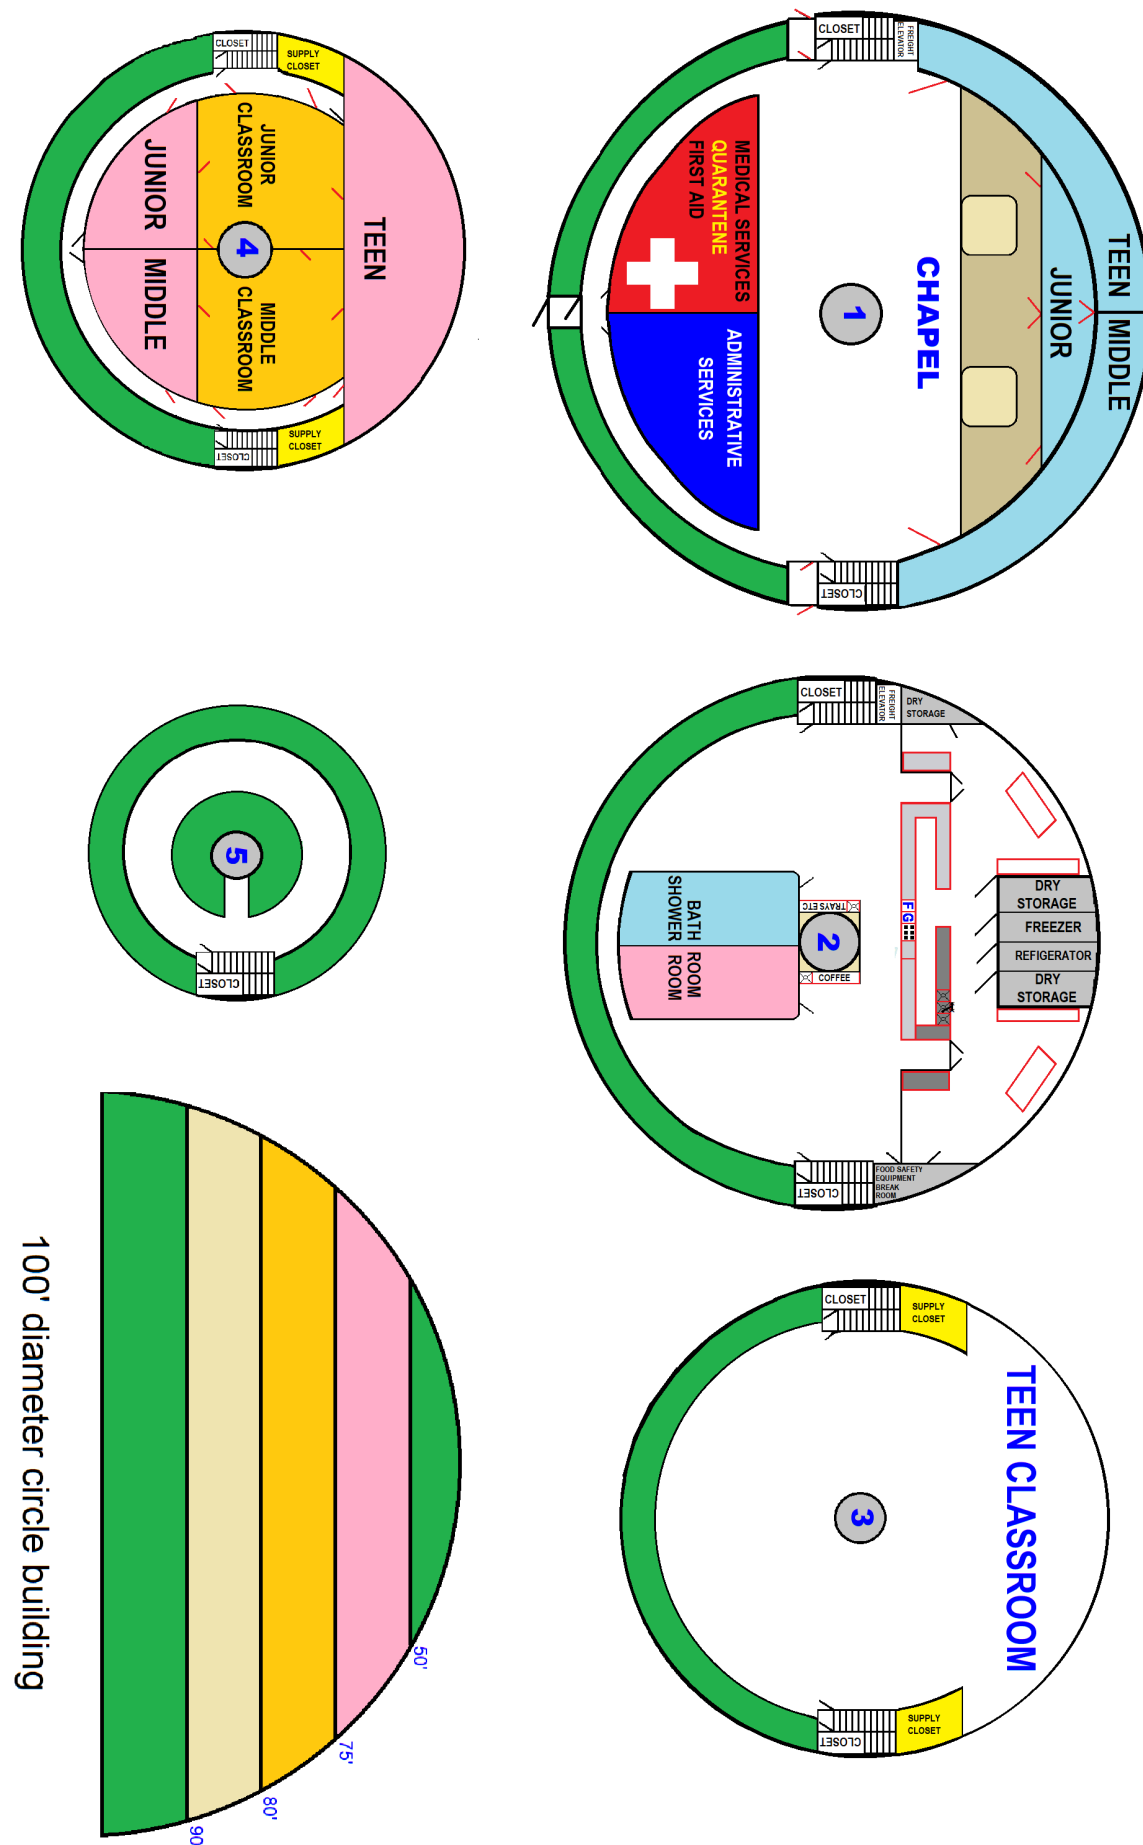 CLOSET
FREIGHT
ELEVATOR
TEEN
MIDDLE
JUNIOR
CHAPEL
1
MEDICAL SERVICES
QUARANTENE
FIRST AID
ADMINISTRATIVE
SERVICES
CLOSET
CLOSET
FREIGHT
ELEVATOR
DRY
STORAGE
DRY
STORAGE
FREEZER
REFIGERATOR
DRY
STORAGE
FG
TRAYS ETC
2
COFFEE
BATH ROOM
SHOWER ROOM
FOOD SAFETY
EQUIPMENT
BREAK
ROOM
CLOSET
CLOSET
SUPPLY
CLOSET
TEEN CLASSROOM
3
SUPPLY
CLOSET
CLOSET
CLOSET
SUPPLY
CLOSET
TEEN
JUNIOR
CLASSROOM
MIDDLE
CLASSROOM
4
JUNIOR
MIDDLE
SUPPLY
CLOSET
CLOSET
5
CLOSET
50'
75'
80'
90
100' diameter circle building